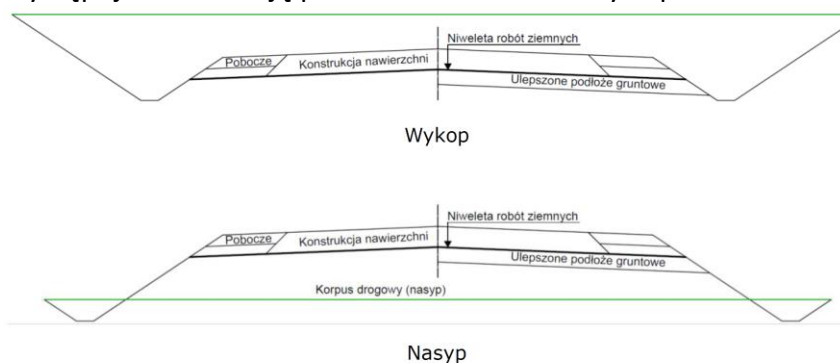 Niweleta robót ziemnych
Pobocze
Konstrukcja nawierzchni
Ulepszone podłoże gruntowe
Wykop
Niweleta robót ziemnych
Pobocze
Konstrukcja nawierzchni
Ulepszone podłoże gruntowe
Korpus drogowy (nasyp)
Nasyp